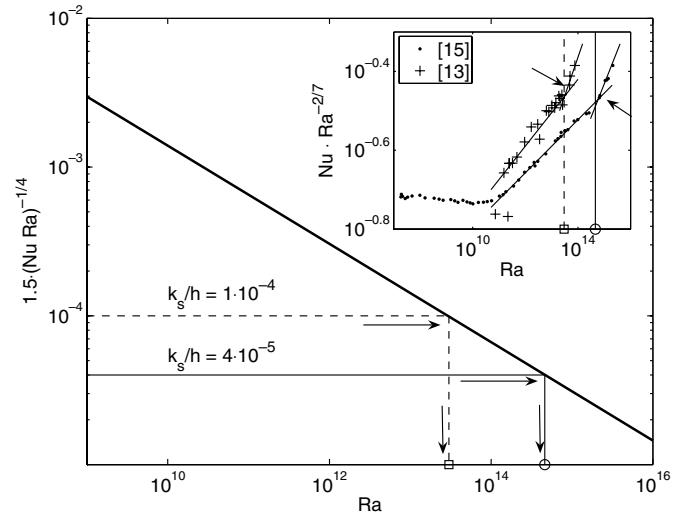 10^−2
10^−3
10^−4
1.5·(Nu Ra)^−1/4
k_s/h = 1·10^−4
k_s/h = 4·10^−5
10^10
10^12
10^14
10^16
Ra
[15]
[13]
10^−0.4
10^−0.6
10^−0.8
Nu · Ra^−2/7
10^10
10^14
Ra